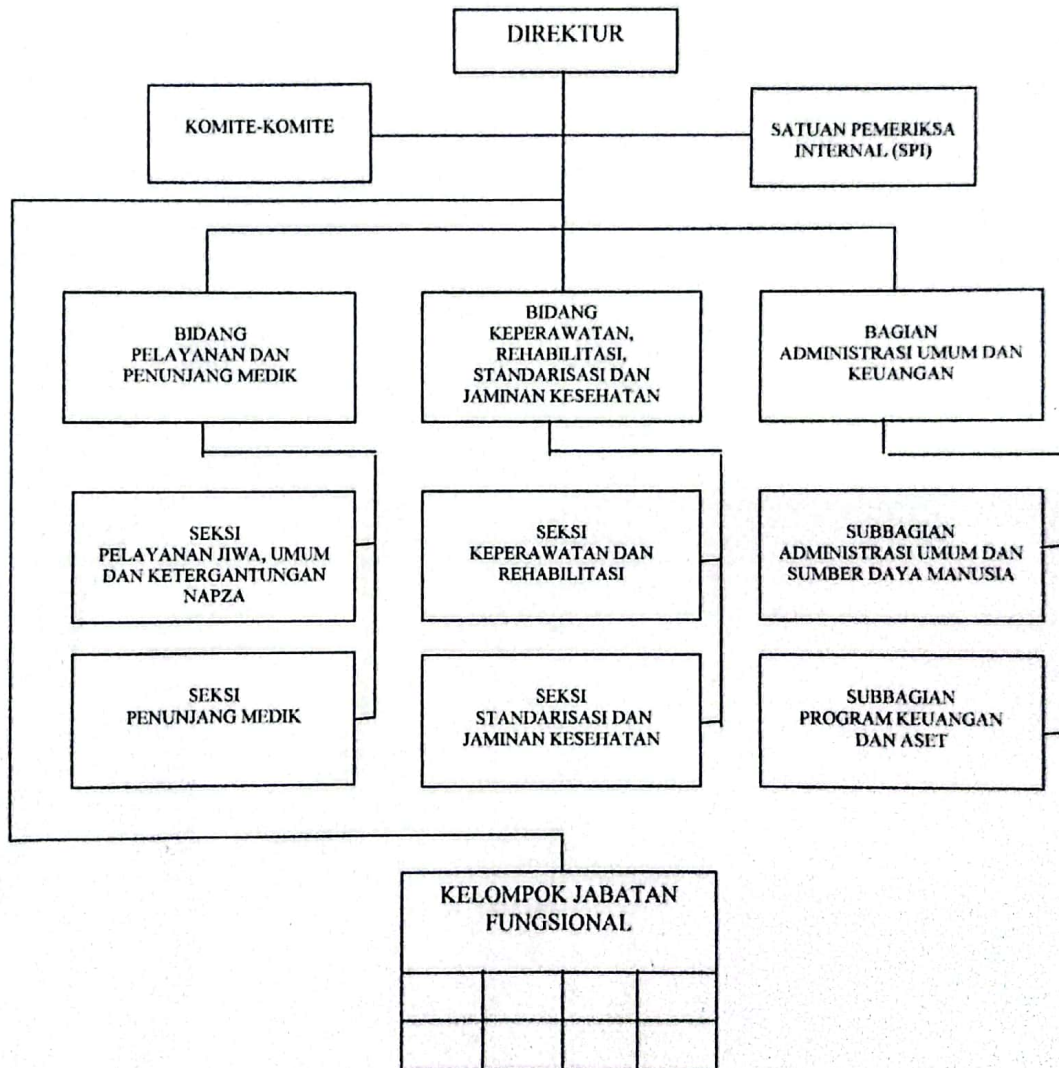 DIREKTUR
KOMITE-KOMITE
SATUAN PEMERIKSA
INTERNAL (SPI)
BIDANG
PELAYANAN DAN
PENUNJANG MEDIK
BIDANG
KEPERAWATAN,
REHABILITASI,
STANDARISASI DAN
JAMINAN KESEHATAN
BAGIAN
ADMINISTRASI UMUM DAN
KEUANGAN
SEKSI
PELAYANAN JIWA, UMUM
DAN KETERGANTUNGAN
NAPZA
SEKSI
KEPERAWATAN DAN
REHABILITASI
SUBBAGIAN
ADMINISTRASI UMUM DAN
SUMBER DAYA MANUSIA
SEKSI
PENUNJANG MEDIK
SEKSI
STANDARISASI DAN
JAMINAN KESEHATAN
SUBBAGIAN
PROGRAM KEUANGAN
DAN ASET
KELOMPOK JABATAN
FUNGSIONAL